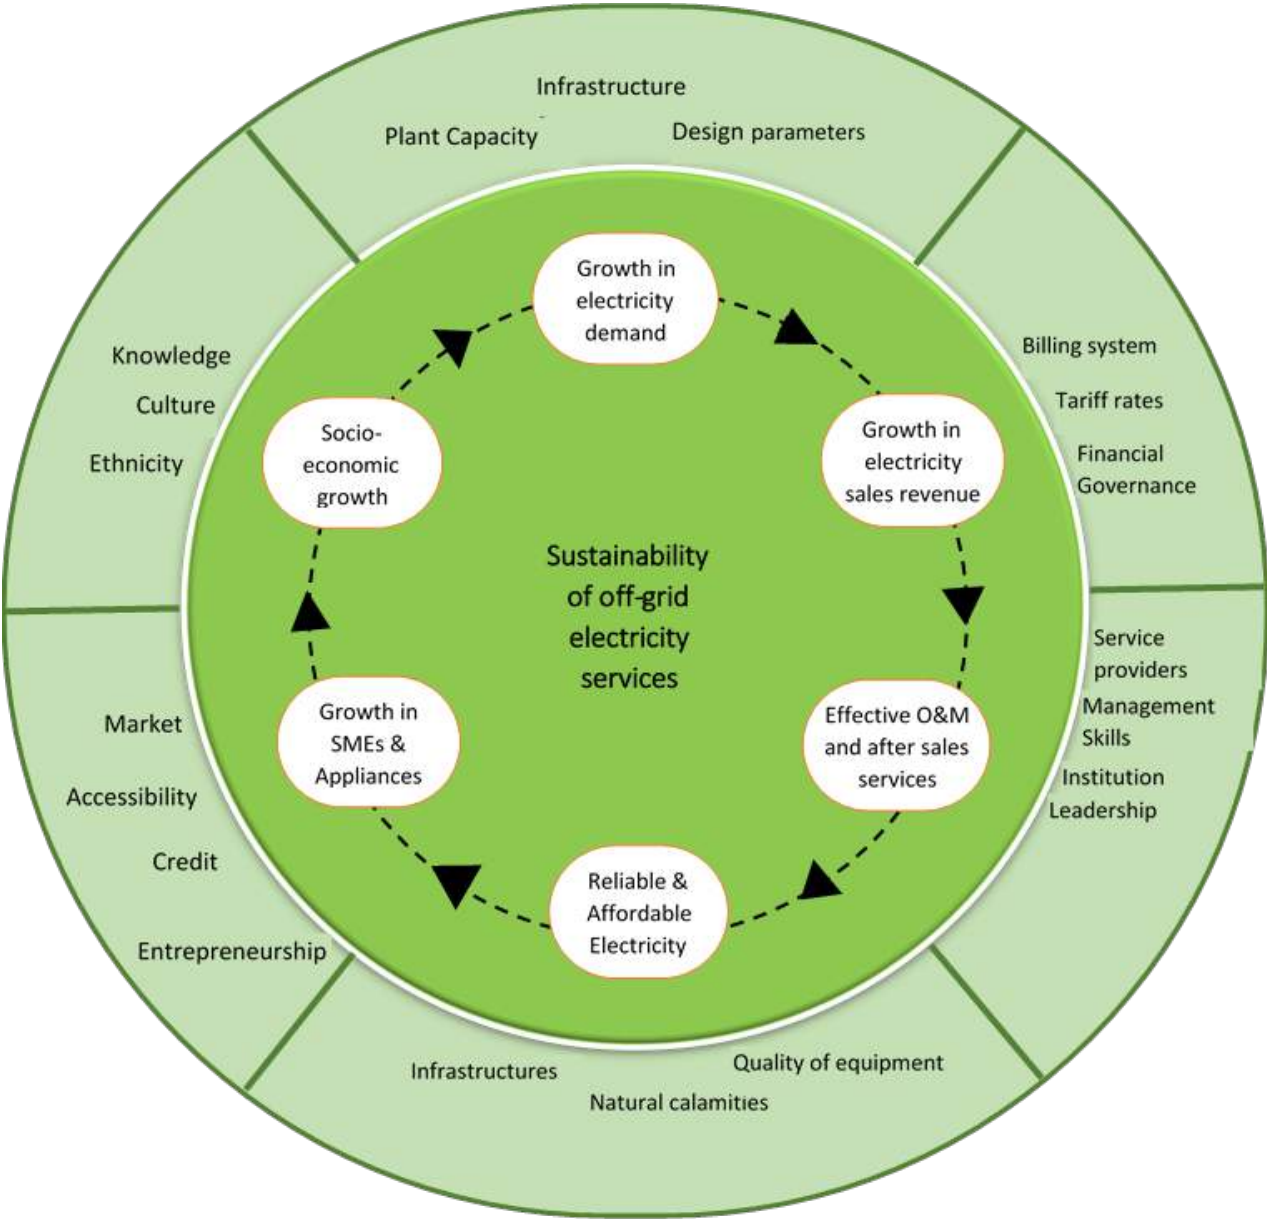 Infrastructure
Plant Capacity
Design parameters
Growth in
electricity
demand
Knowledge
Culture
Ethnicity
Billing system
Tariff rates
Financial
Governance
Socio-
economic
growth
Growth in
electricity
sales revenue
Sustainability
of off-grid
electricity
services
Service
providers
Management
Skills
Institution
Leadership
Market
Accessibility
Credit
Entrepreneurship
Growth in
SMEs &
Appliances
Effective O&M
and after sales
services
Reliable &
Affordable
Electricity
Infrastructures
Quality of equipment
Natural calamities